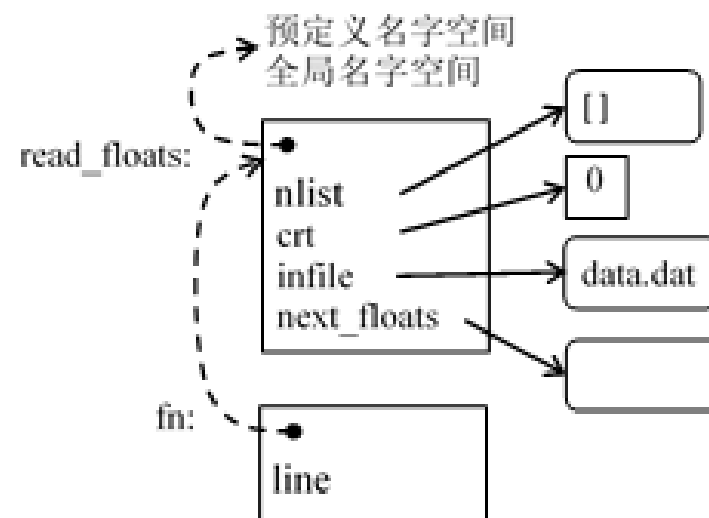 预定义名字空间
全局名字空间
read_floats:
nlist
crt
infile
next_floats
[]
0
data.dat
fn:
line